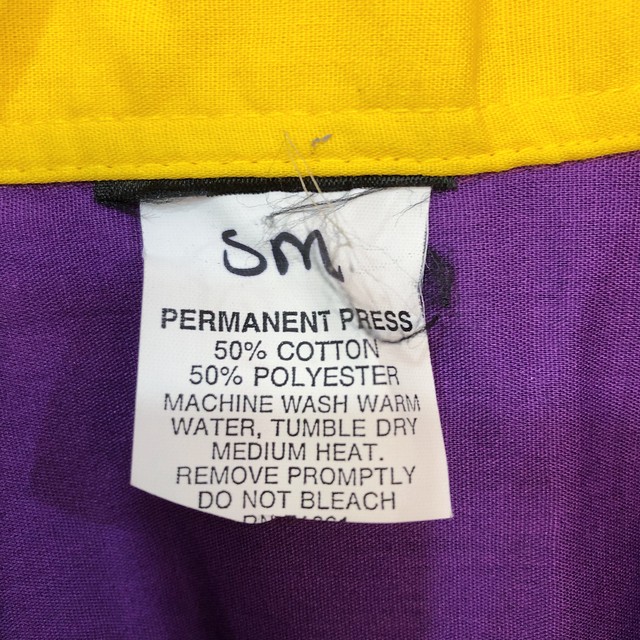 Sm
PERMANENT PRESS
50% COTTON
50% POLYESTER
MACHINE WASH WARM
WATER, TUMBLE DRY
MEDIUM HEAT.
REMOVE PROMPTLY
DO NOT BLEACH